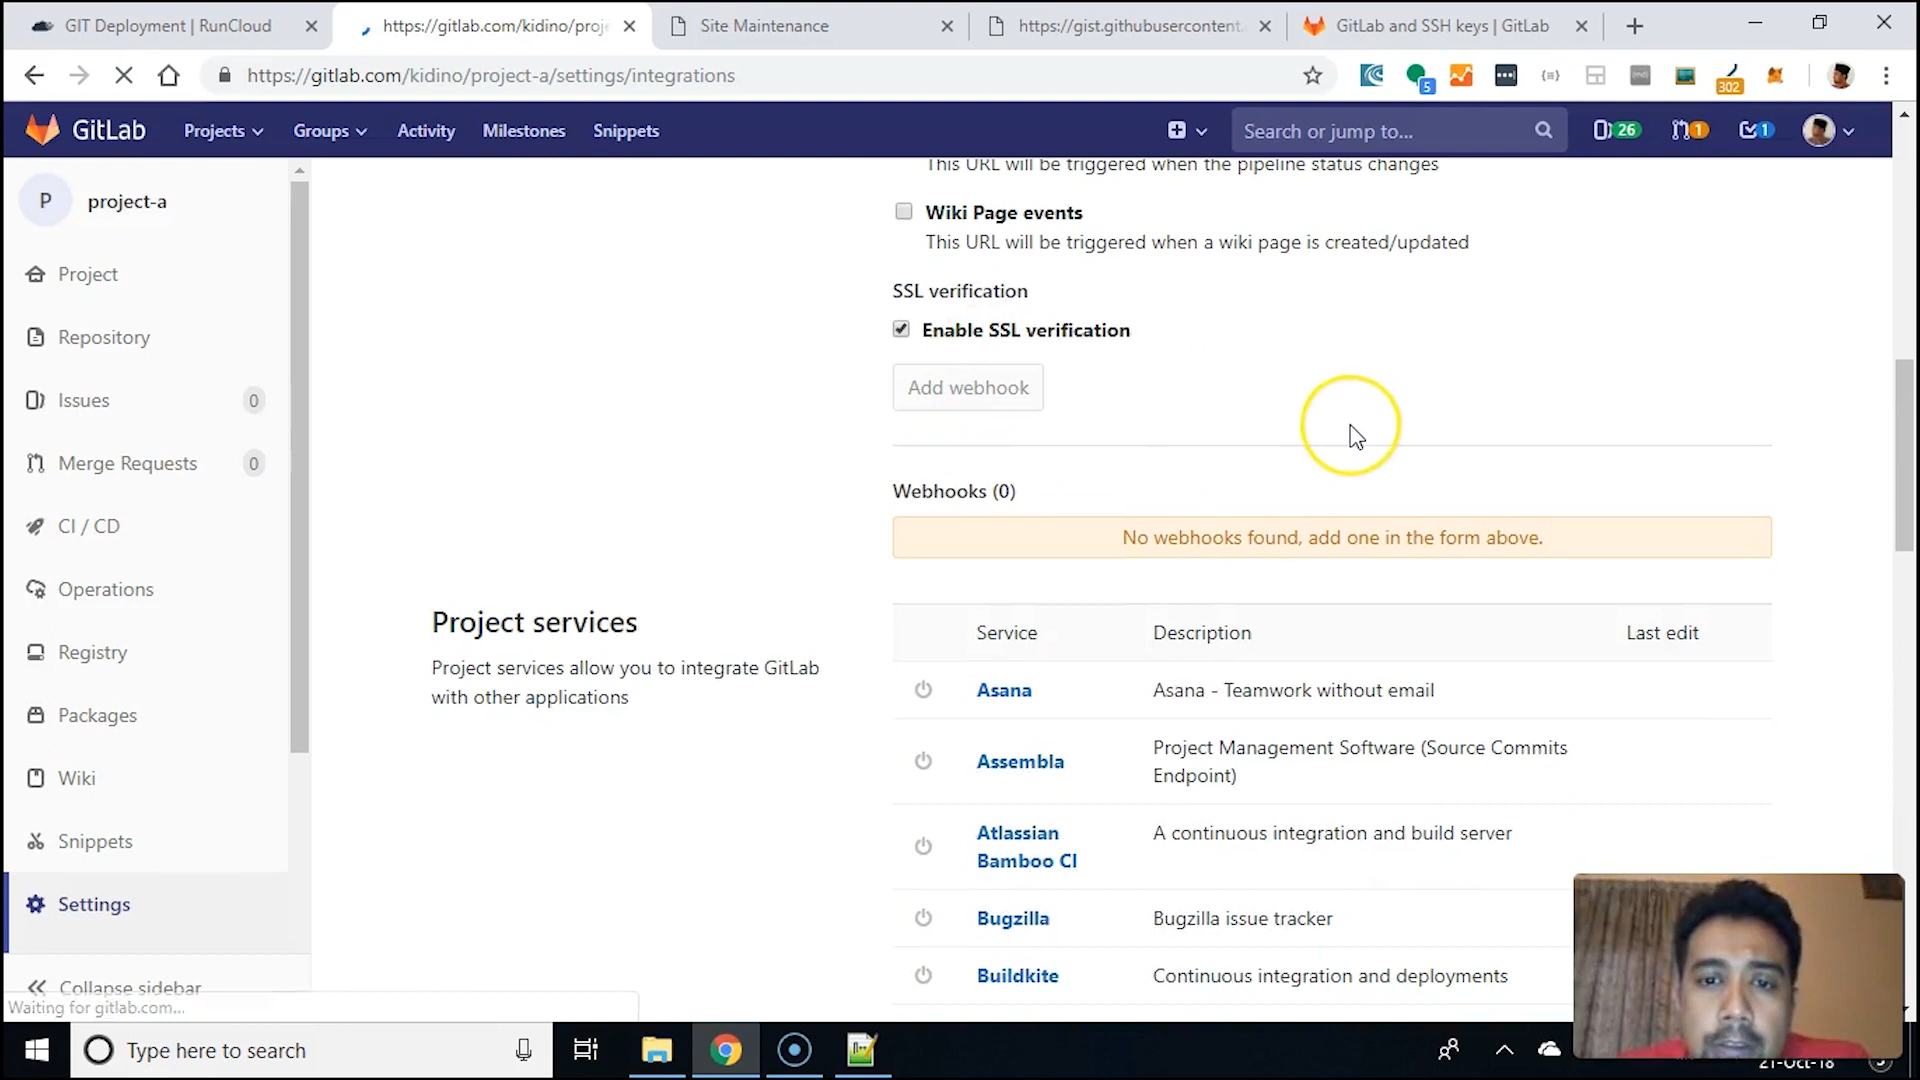 GIT Deployment | RunCloud
https://gitlab.com/kidino/proje
Site Maintenance
https://gist.githubusercontent.
GitLab and SSH keys | GitLab
https://gitlab.com/kidino/project-a/settings/integrations
5
302
GitLab
Projects
Groups
Activity
Milestones
Snippets
Search or jump to...
26
1
1
P
project-a
Project
Repository
Issues
0
Merge Requests
0
CI / CD
Operations
Registry
Packages
Wiki
Snippets
Settings
Collapse sidebar
Waiting for gitlab.com...
This URL will be triggered when the pipeline status changes
Wiki Page events
This URL will be triggered when a wiki page is created/updated
SSL verification
Enable SSL verification
Add webhook
Webhooks (0)
No webhooks found, add one in the form above.
Project services
Project services allow you to integrate GitLab
with other applications
Service
Description
Last edit
Asana
Asana - Teamwork without email
Assembla
Project Management Software (Source Commits
Endpoint)
Atlassian
Bamboo CI
A continuous integration and build server
Bugzilla
Bugzilla issue tracker
Buildkite
Continuous integration and deployments
Type here to search
21-Oct-18